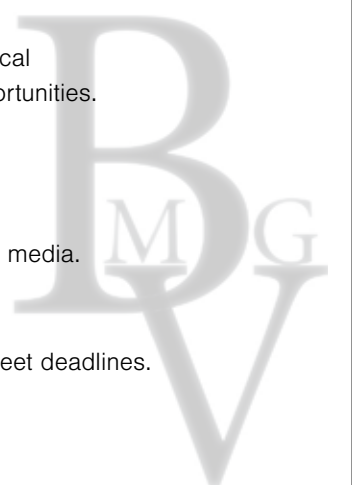 cal
ortunities.
B
M G
media.
V
eet deadlines.